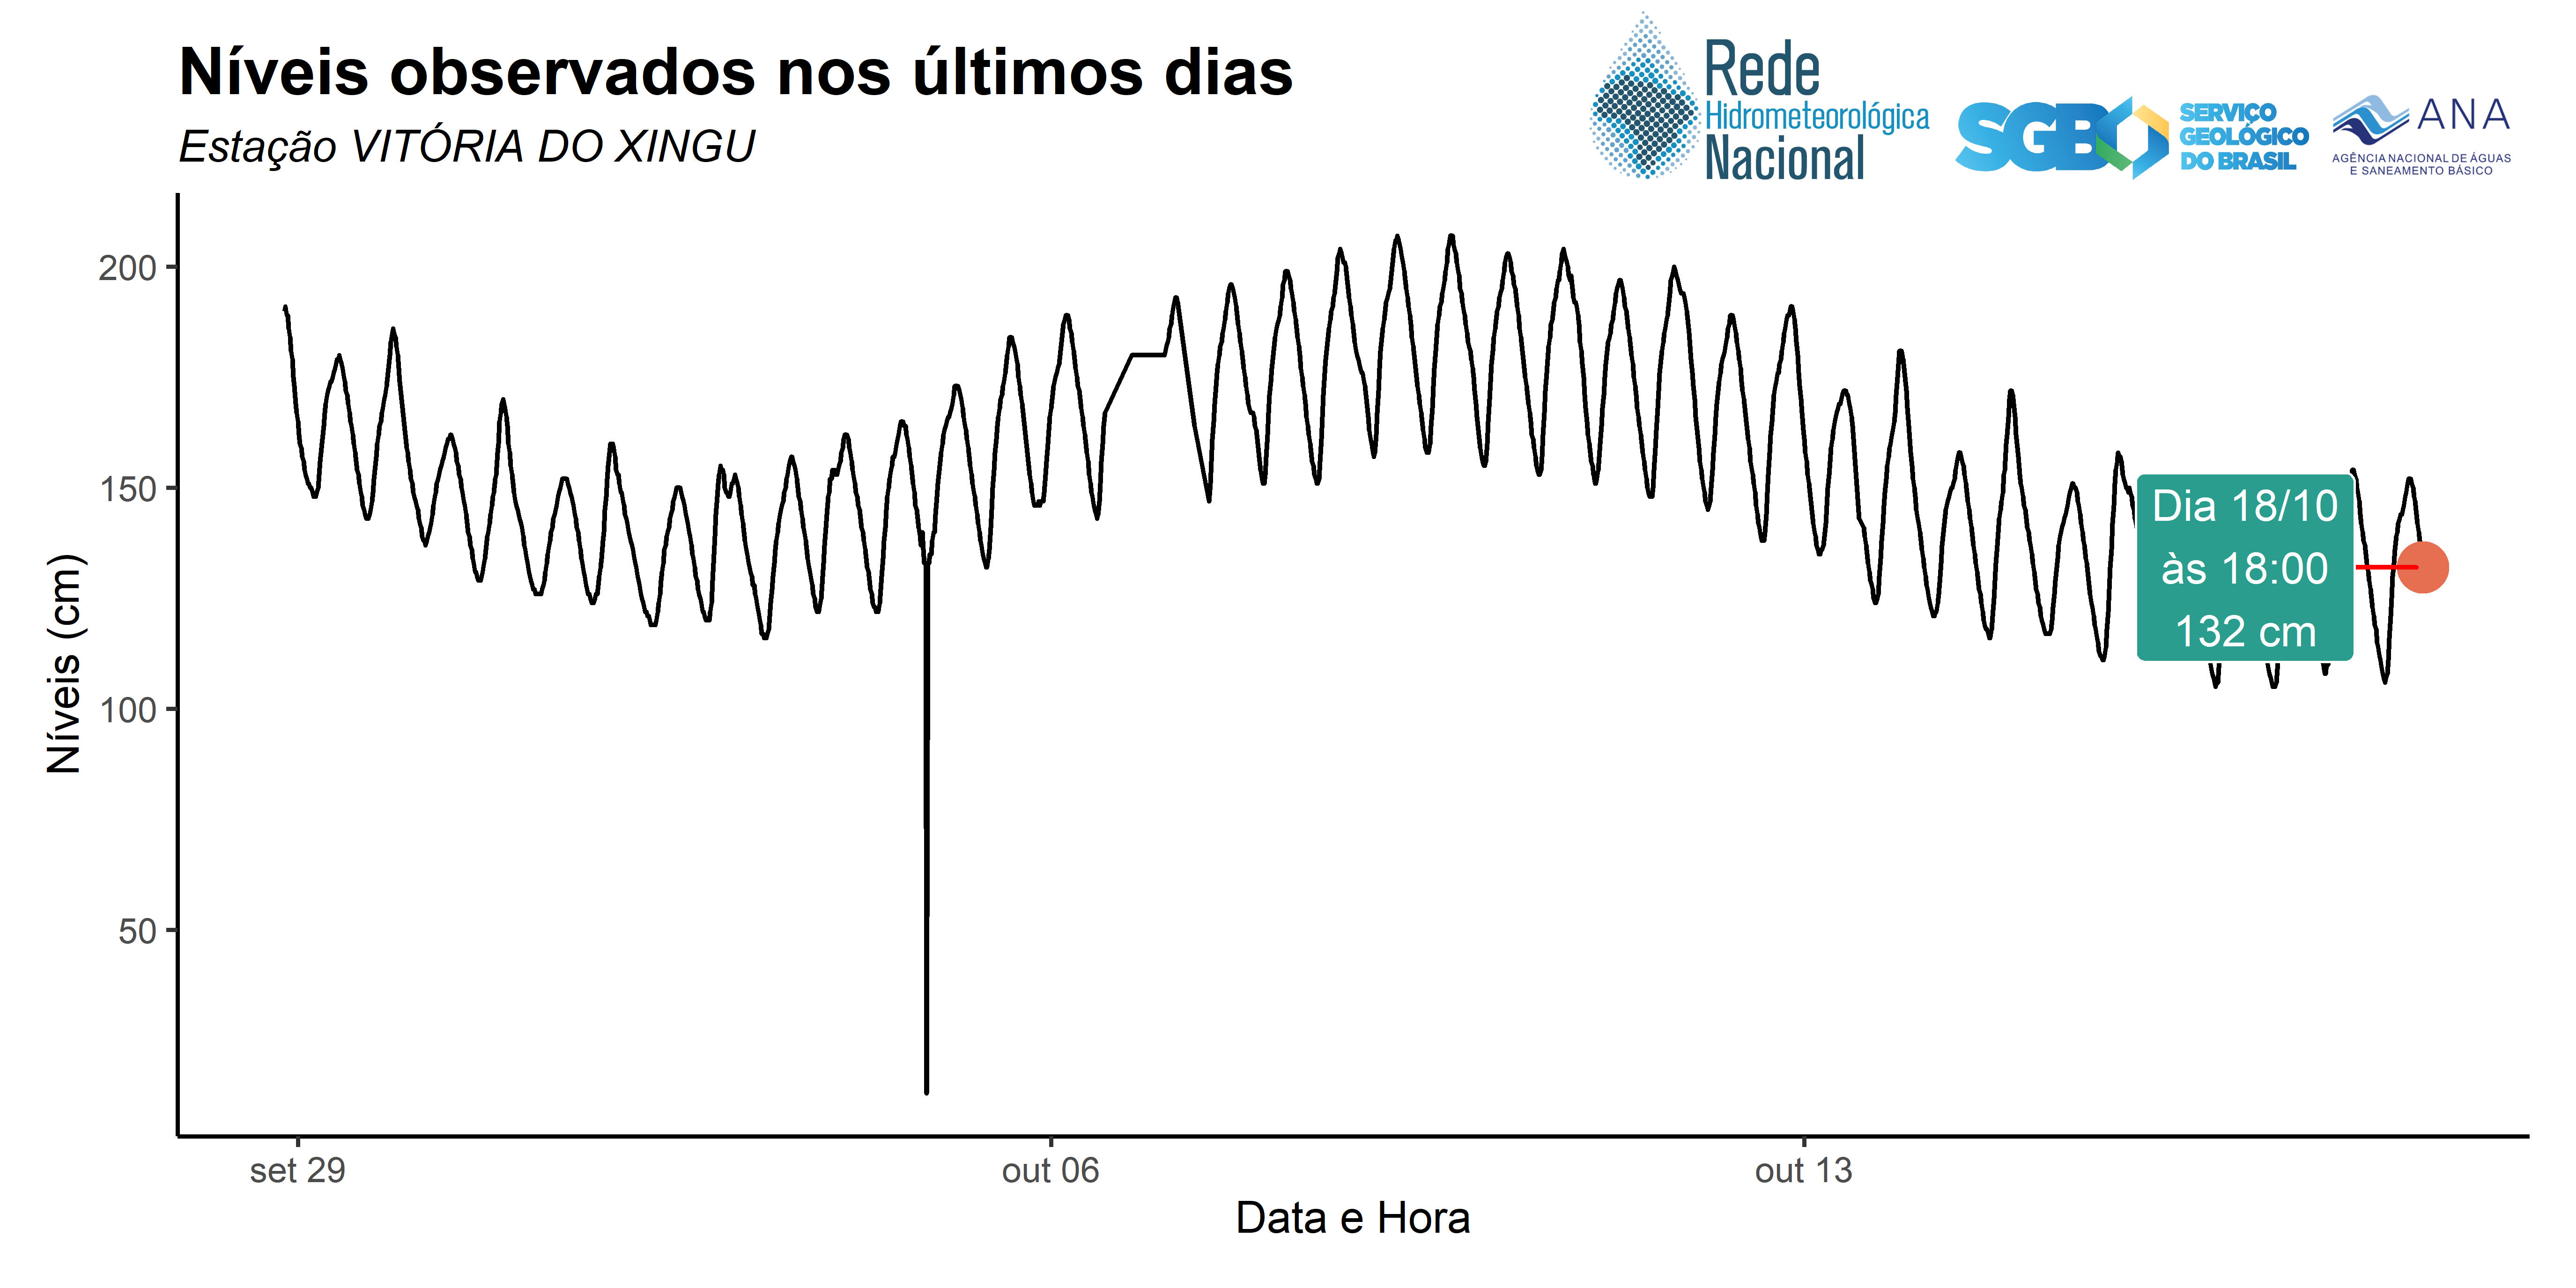 Níveis observados nos últimos dias
Estação VITÓRIA DO XINGU
Rede
Hidrometeorológica
Nacional
SGB
SERVIÇO
GEOLÓGICO
DO BRASIL
ANA
AGÊNCIA NACIONAL DE ÁGUAS
E SANEAMENTO BÁSICO
Níveis (cm)
200
150
100
50
Dia 18/10
às 18:00
132 cm
set 29
out 06
out 13
Data e Hora